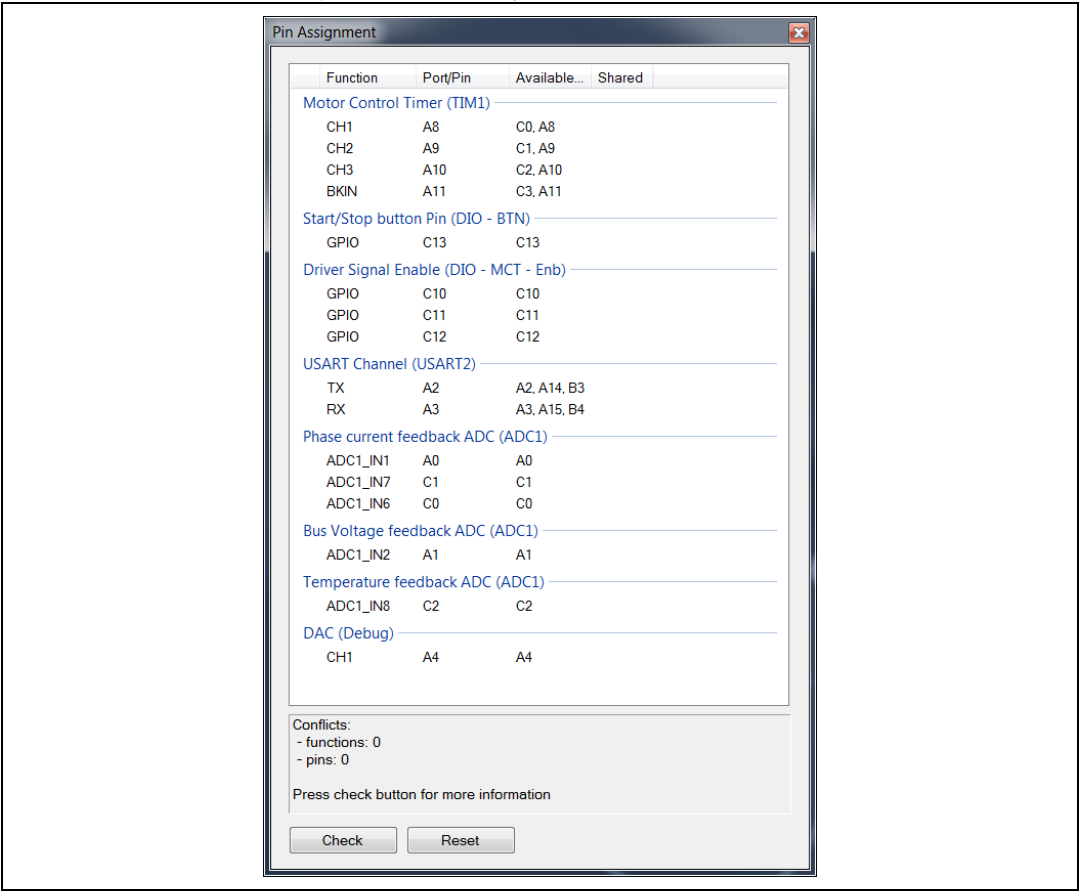 Pin Assignment
Function Port/Pin Available... Shared
Motor Control Timer (TIM1)
CH1 A8 C0, A8
CH2 A9 C1, A9
CH3 A10 C2, A10
BKIN A11 C3, A11
Start/Stop button Pin (DIO - BTN)
GPIO C13 C13
Driver Signal Enable (DIO - MCT - Enb)
GPIO C10 C10
GPIO C11 C11
GPIO C12 C12
USART Channel (USART2)
TX A2 A2, A14, B3
RX A3 A3, A15, B4
Phase current feedback ADC (ADC1)
ADC1_IN1 A0 A0
ADC1_IN7 C1 C1
ADC1_IN6 C0 C0
Bus Voltage feedback ADC (ADC1)
ADC1_IN2 A1 A1
Temperature feedback ADC (ADC1)
ADC1_IN8 C2 C2
DAC (Debug)
CH1 A4 A4
Conflicts:
- functions: 0
- pins: 0
Press check button for more information
Check Reset